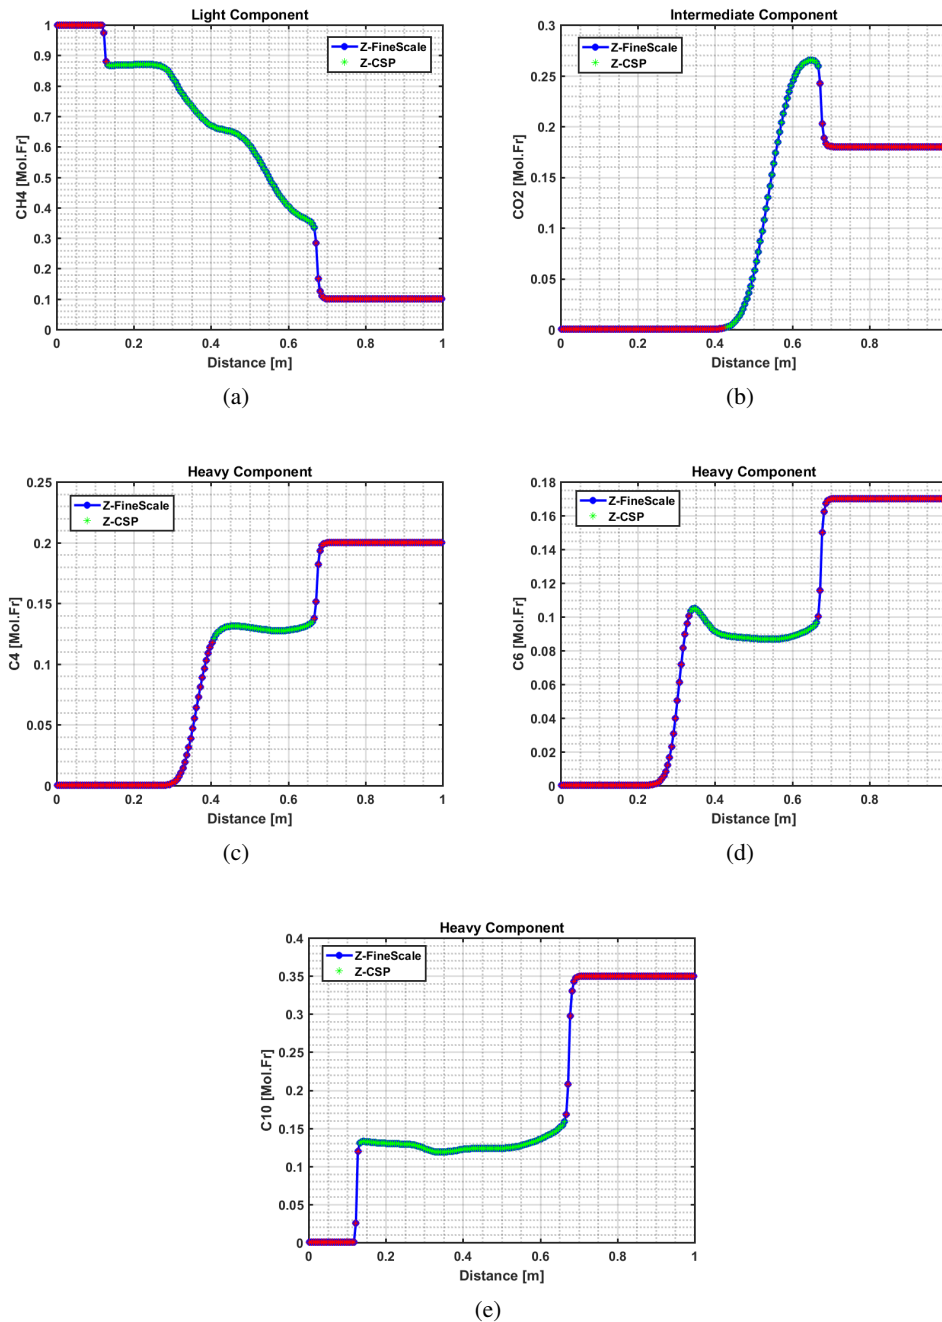 Light Component
1
0.9
0.8
0.7
0.6
0.5
0.4
0.3
0.2
0.1
0
CH4 [Mol.Fr]
Z-FineScale
Z-CSP
0 0.2 0.4 0.6 0.8 1
Distance [m]
(a)
Intermediate Component
0.3
0.25
0.2
0.15
0.1
0.05
0
CO2 [Mol.Fr]
Z-FineScale
Z-CSP
0 0.2 0.4 0.6 0.8
Distance [m]
(b)
Heavy Component
0.25
0.2
0.15
0.1
0.05
0
C4 [Mol.Fr]
Z-FineScale
Z-CSP
0 0.2 0.4 0.6 0.8 1
Distance [m]
(c)
Heavy Component
0.18
0.16
0.14
0.12
0.1
0.08
0.06
0.04
0.02
0
C6 [Mol.Fr]
Z-FineScale
Z-CSP
0 0.2 0.4 0.6 0.8
Distance [m]
(d)
Heavy Component
0.4
0.35
0.3
0.25
0.2
0.15
0.1
0.05
0
C10 [Mol.Fr]
Z-FineScale
Z-CSP
0 0.2 0.4 0.6 0.8 1
Distance [m]
(e)